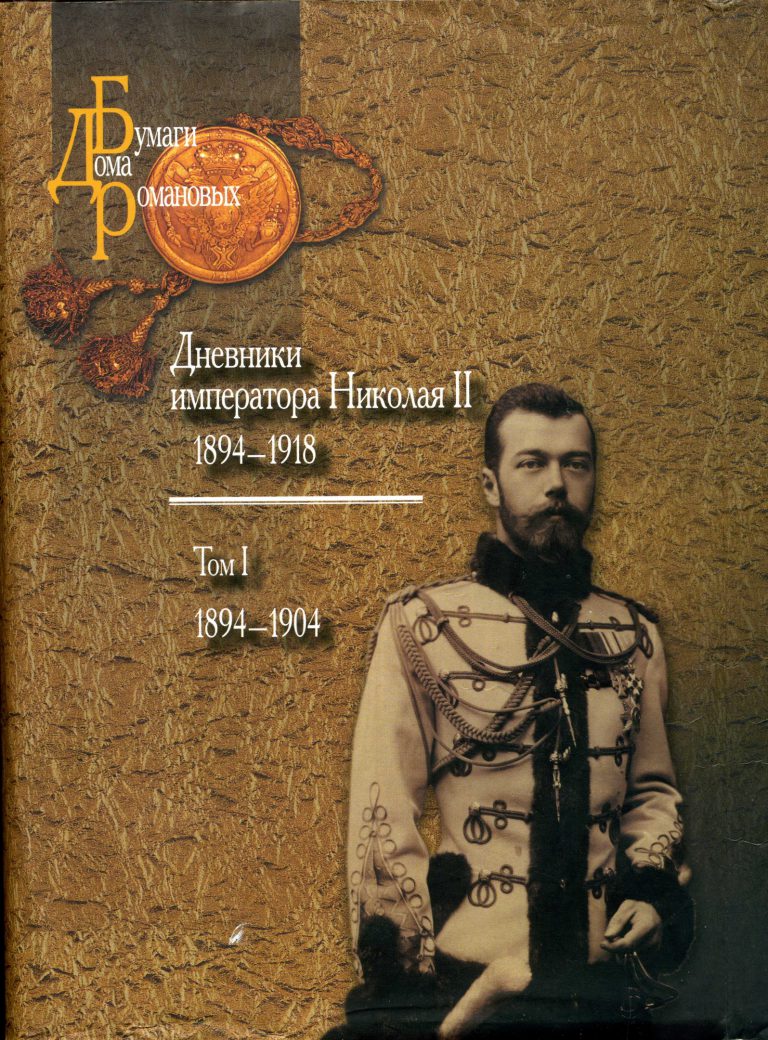 Бумаги
Дома
Романовых
Дневники
императора Николая II
1894–1918
Том I
1894–1904